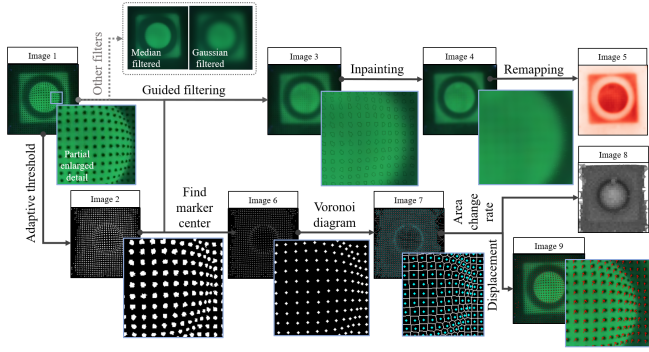 Median
filtered
Gaussian
filtered
Other filters
Image 1
Image 3
Image 4
Image 5
Guided filtering
Inpainting
Remapping
Partial
enlarged
detail
Adaptive threshold
Image 2
Find
marker
center
Image 6
Voronoi
diagram
Image 7
Area
change
rate
Displacement
Image 8
Image 9